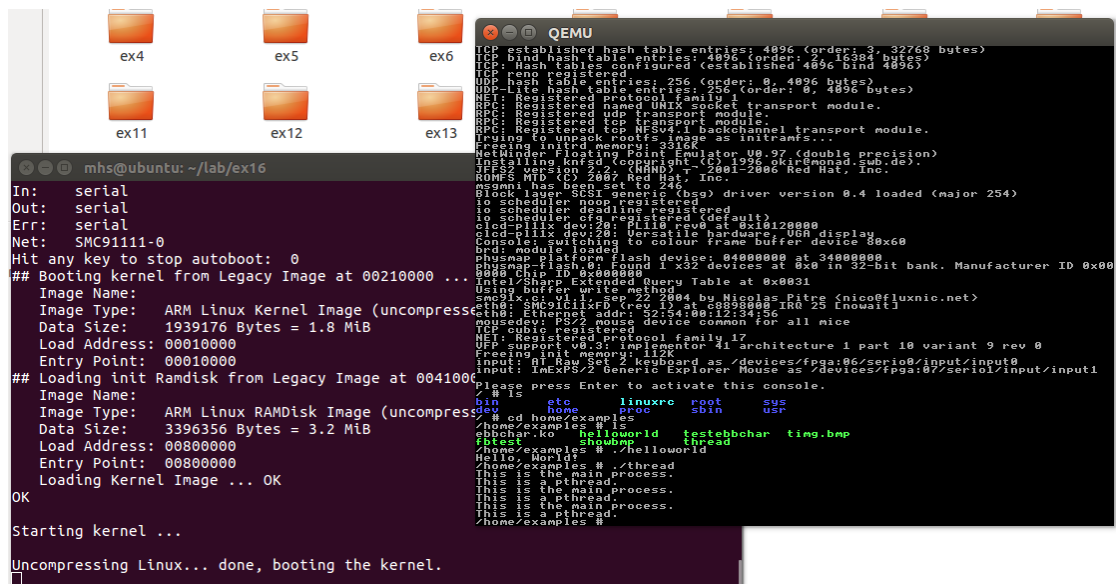 ex4
ex5
ex6
ex11
ex12
ex13
mhs@ubuntu: ~/lab/ex16
In:    serial
Out:   serial
Err:   serial
Net:   SMC91111-0
Hit any key to stop autoboot:  0
## Booting kernel from Legacy Image at 00210000 ...
   Image Name:
   Image Type:   ARM Linux Kernel Image (uncompresse
   Data Size:    1939176 Bytes = 1.8 MiB
   Load Address: 00010000
   Entry Point:  00010000
## Loading init Ramdisk from Legacy Image at 0041000
   Image Name:
   Image Type:   ARM Linux RAMDisk Image (uncompress
   Data Size:    3396356 Bytes = 3.2 MiB
   Load Address: 00800000
   Entry Point:  00800000
   Loading Kernel Image ... OK
OK
Starting kernel ...
Uncompressing Linux... done, booting the kernel.
QEMU
TCP established hash table entries: 4096 (order: 3, 32768 bytes)
TCP bind hash table entries: 4096 (order: 2, 16384 bytes)
TCP: Hash tables configured (established 4096 bind 4096)
TCP reno registered
UDP hash table entries: 256 (order: 0, 4096 bytes)
UDP-Lite hash table entries: 256 (order: 0, 4096 bytes)
NET: Registered protocol family 1
RPC: Registered named UNIX socket transport module.
RPC: Registered udp transport module.
RPC: Registered tcp transport module.
RPC: Registered tcp NFSv4.1 backchannel transport module.
Trying to unpack rootfs image as initramfs...
Freeing initrd memory: 3316K
NetWinder Floating Point Emulator V0.97 (double precision)
Installing knfsd (copyright (C) 1996 okir@monad.swb.de).
JFFS2 version 2.2. (NAND) © 2001-2006 Red Hat, Inc.
ROMFS MTD (C) 2007 Red Hat, Inc.
msgmni has been set to 246
Block layer SCSI generic (bsg) driver version 0.4 loaded (major 254)
io scheduler noop registered
io scheduler deadline registered
io scheduler cfq registered (default)
clcd-pl11x dev:20: PL110 rev0 at 0x10120000
clcd-pl11x dev:20: Versatile hardware, VGA display
Console: switching to colour frame buffer device 80x60
brd: module loaded
physmap platform flash device: 04000000 at 34000000
physmap-flash.0: Found 1 x32 devices at 0x0 in 32-bit bank. Manufacturer ID 0x00
0000 Chip ID 0x000000
Intel/Sharp Extended Query Table at 0x0031
Using buffer write method
smc91x.c: v1.1, sep 22 2004 by Nicolas Pitre <nico@fluxnic.net>
eth0: SMC91C11xFD (rev 1) at c8898000 IRQ 25 [nowait]
eth0: Ethernet addr: 52:54:00:12:34:56
mousedev: PS/2 mouse device common for all mice
TCP cubic registered
NET: Registered protocol family 17
VFP support v0.3: implementor 41 architecture 1 part 10 variant 9 rev 0
Freeing init memory: 112K
input: AT Raw Set 2 keyboard as /devices/fpga:06/serio0/input/input0
input: ImExPS/2 Generic Explorer Mouse as /devices/fpga:07/serio1/input/input1
Please press Enter to activate this console.
/ # ls
bin      etc      linuxrc  root     sys
dev      home     proc     sbin     usr
/ # cd home/examples
/home/examples # ls
ebbchar.ko   helloworld   testebbchar  timg.bmp
fbtest       showbmp      thread
/home/examples # ./helloworld
Hello, World!
/home/examples # ./thread
This is the main process.
This is a pthread.
This is the main process.
This is a pthread.
This is the main process.
This is a pthread.
/home/examples #